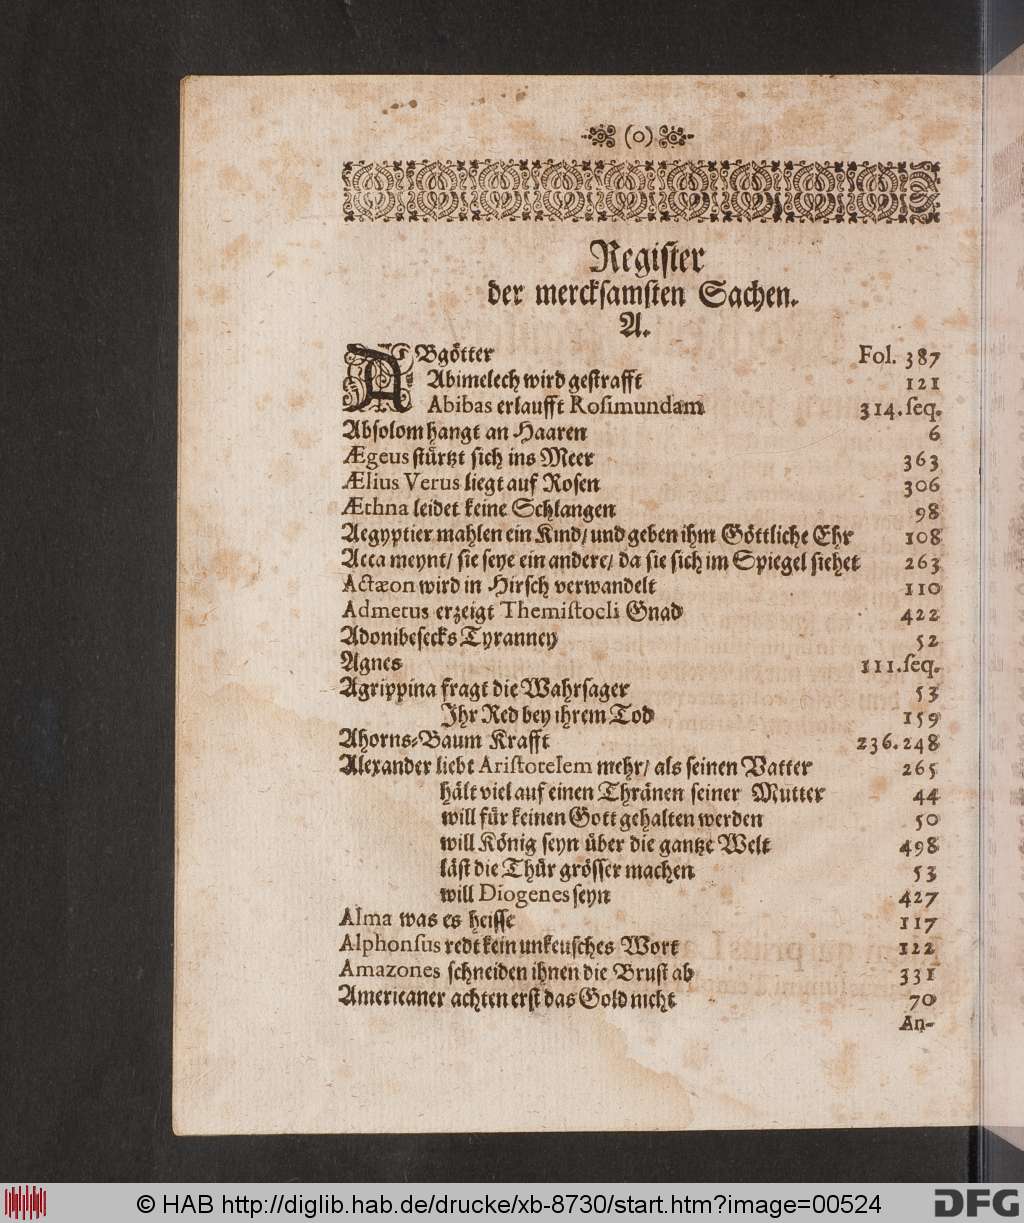 (o)
Register
der mercksamsten Sachen.
A.
ABgötter Fol. 387
Abimelech wird gestrafft 121
Abibas erlaufft Rosimundam 314. seq.
Absolom hangt an Haaren 6
Ægeus stürtzt sich ins Meer 363
Ælius Verus liegt auf Rosen 306
Æthna leidet keine Schlangen 98
Aegyptier mahlen ein Kind/ und geben ihm Göttliche Ehr 108
Acca meynt/ sie seye ein andere/ da sie sich im Spiegel siehet 263
Actæon wird in Hirsch verwandelt 110
Admetus erzeigt Themistocli Gnad 422
Adonibesecks Tyranney 52
Agnes 111. seq.
Agrippina fragt die Wahrsager 53
Ihr Red bey ihrem Tod 159
Ahorns-Baum Krafft 236. 248
Alexander liebt Aristotelem mehr/ als seinen Vatter 265
hält viel auf einen Thränen seiner Mutter 44
will für keinen Gott gehalten werden 50
will König seyn über die gantze Welt 498
läst die Thür grösser machen 53
will Diogenes seyn 427
Alma was es heisse 117
Alphonsus redt kein unkeusches Wort 122
Amazones schneiden ihnen die Brust ab 331
Americaner achten erst das Gold nicht 70
An-
© HAB http://diglib.hab.de/drucke/xb-8730/start.htm?image=00524
DFG